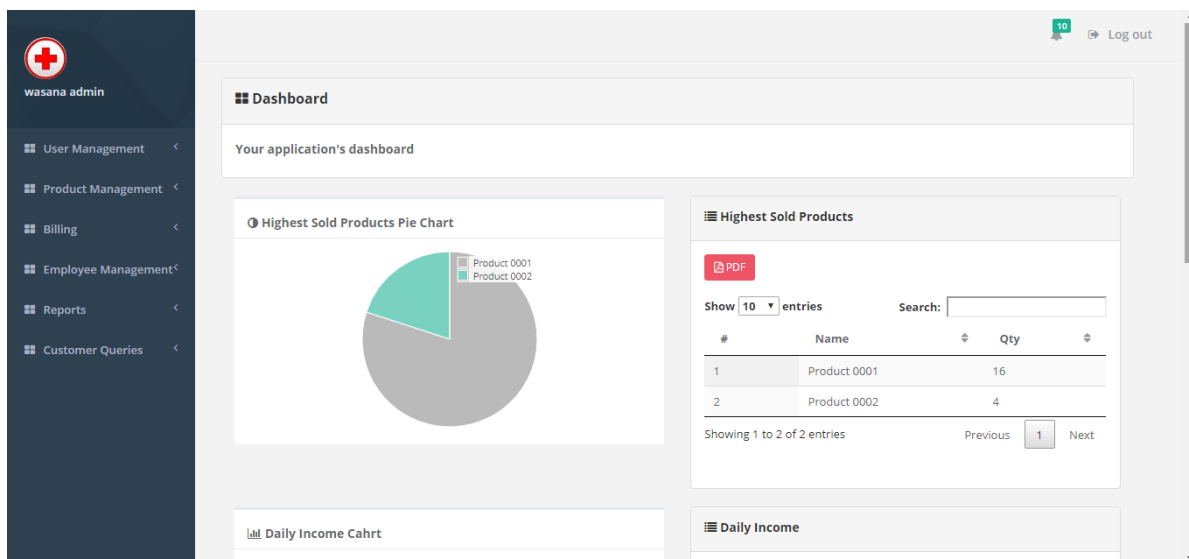 10
Log out
wasana admin
User Management
Product Management
Billing
Employee Management
Reports
Customer Queries
Dashboard
Your application's dashboard
Highest Sold Products Pie Chart
Product 0001
Product 0002
Highest Sold Products
PDF
Show 10 entries Search:
# Name Qty
1 Product 0001 16
2 Product 0002 4
Showing 1 to 2 of 2 entries Previous 1 Next
Daily Income Cahrt
Daily Income